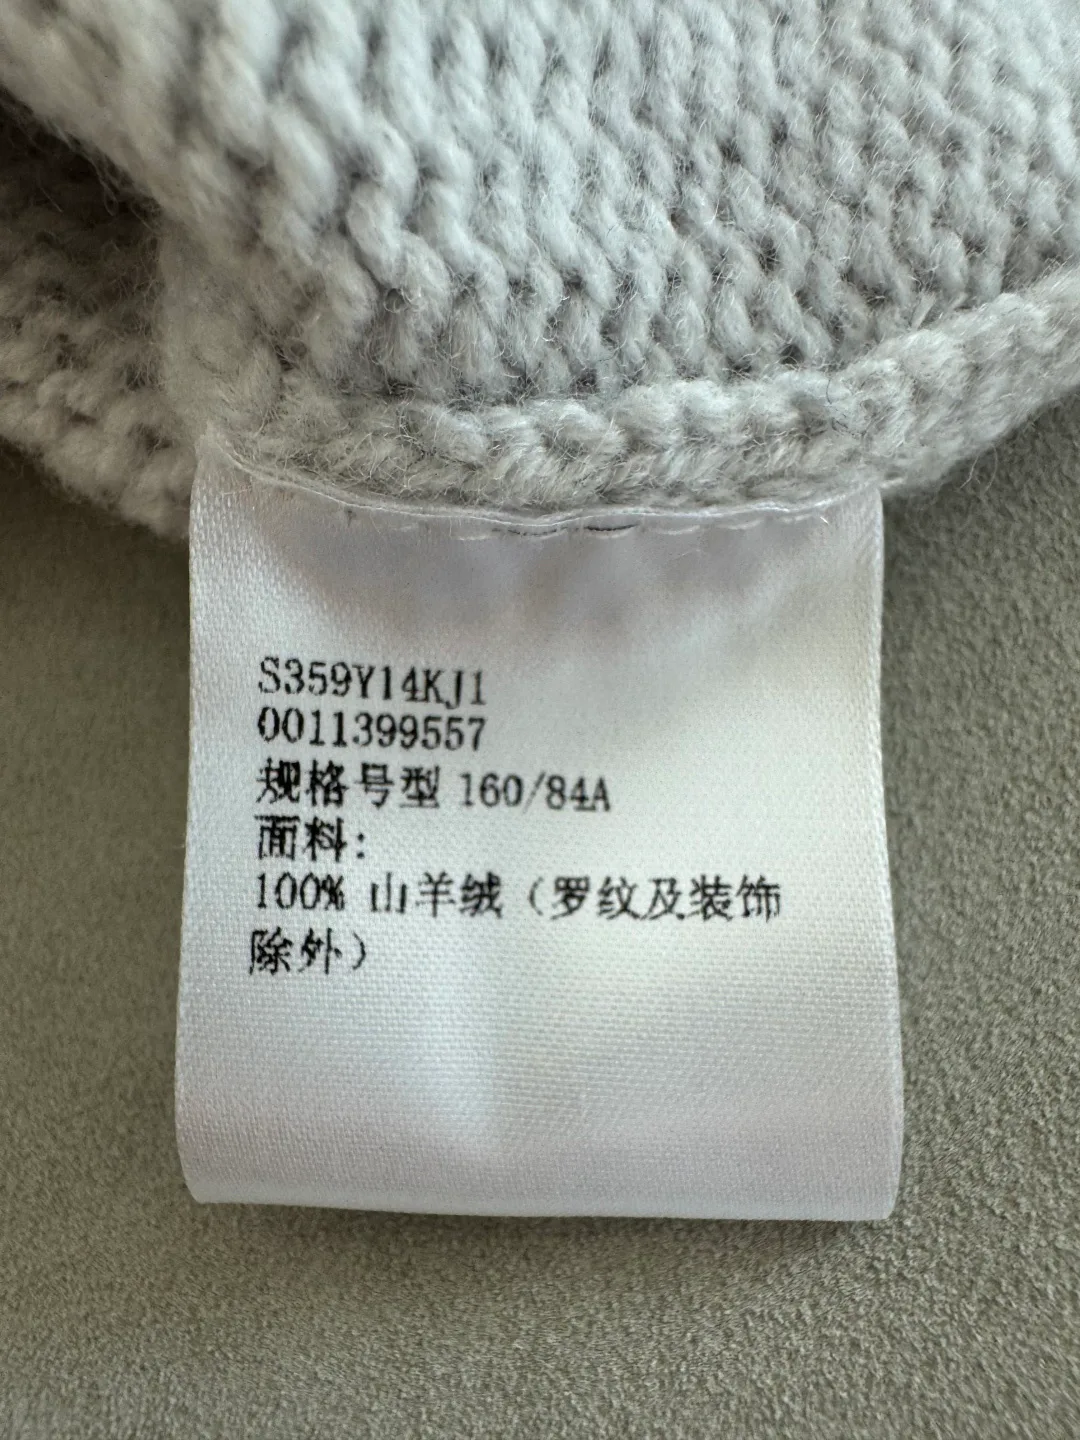 S359Y14KJ1
0011399557
规格号型 160/84A
面料:
100% 山羊绒（罗纹及装饰
除外）